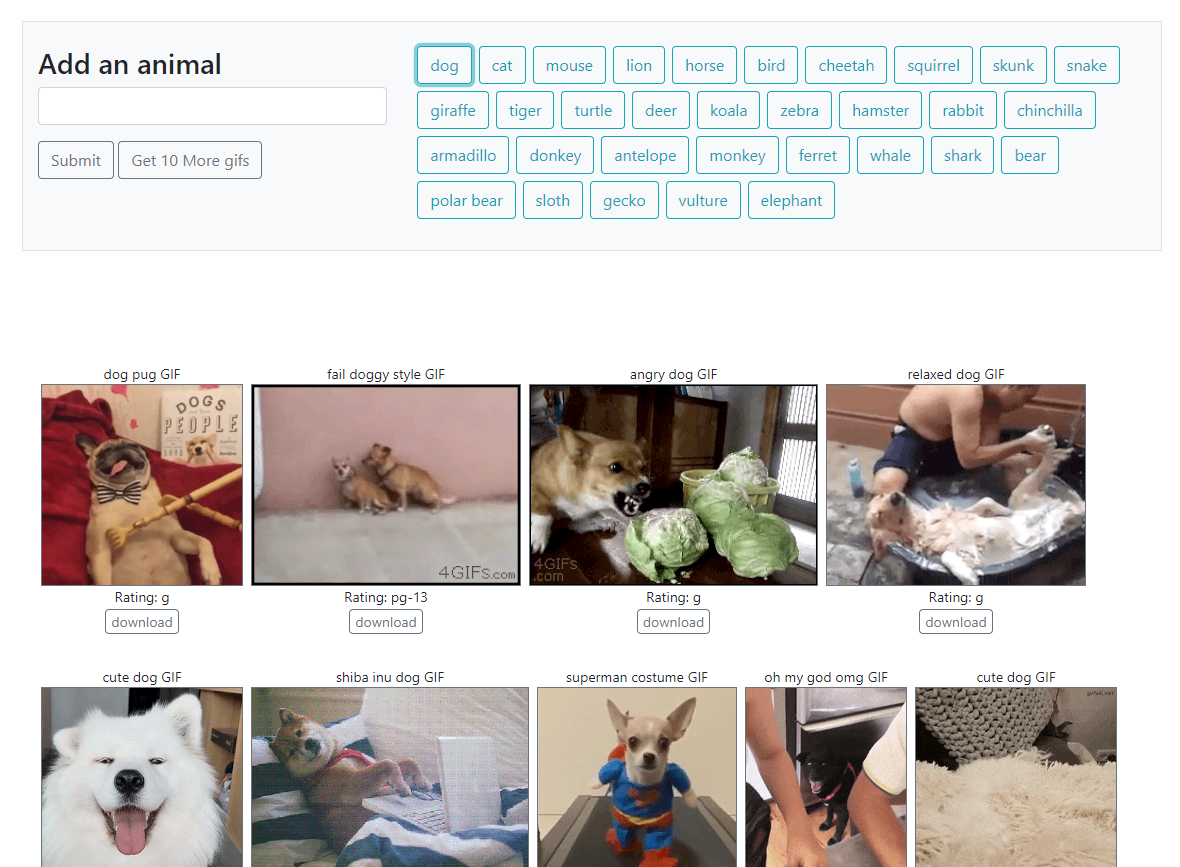 Add an animal
Submit Get 10 More gifs
dog cat mouse lion horse bird cheetah squirrel skunk snake
giraffe tiger turtle deer koala zebra hamster rabbit chinchilla
armadillo donkey antelope monkey ferret whale shark bear
polar bear sloth gecko vulture elephant
dog pug GIF fail doggy style GIF angry dog GIF relaxed dog GIF
DOGS
PEOPLE
LOVE
4GIFs.com
4GIFs
.com
Rating: g Rating: pg-13 Rating: g Rating: g
download download download download
cute dog GIF shiba inu dog GIF superman costume GIF oh my god omg GIF cute dog GIF